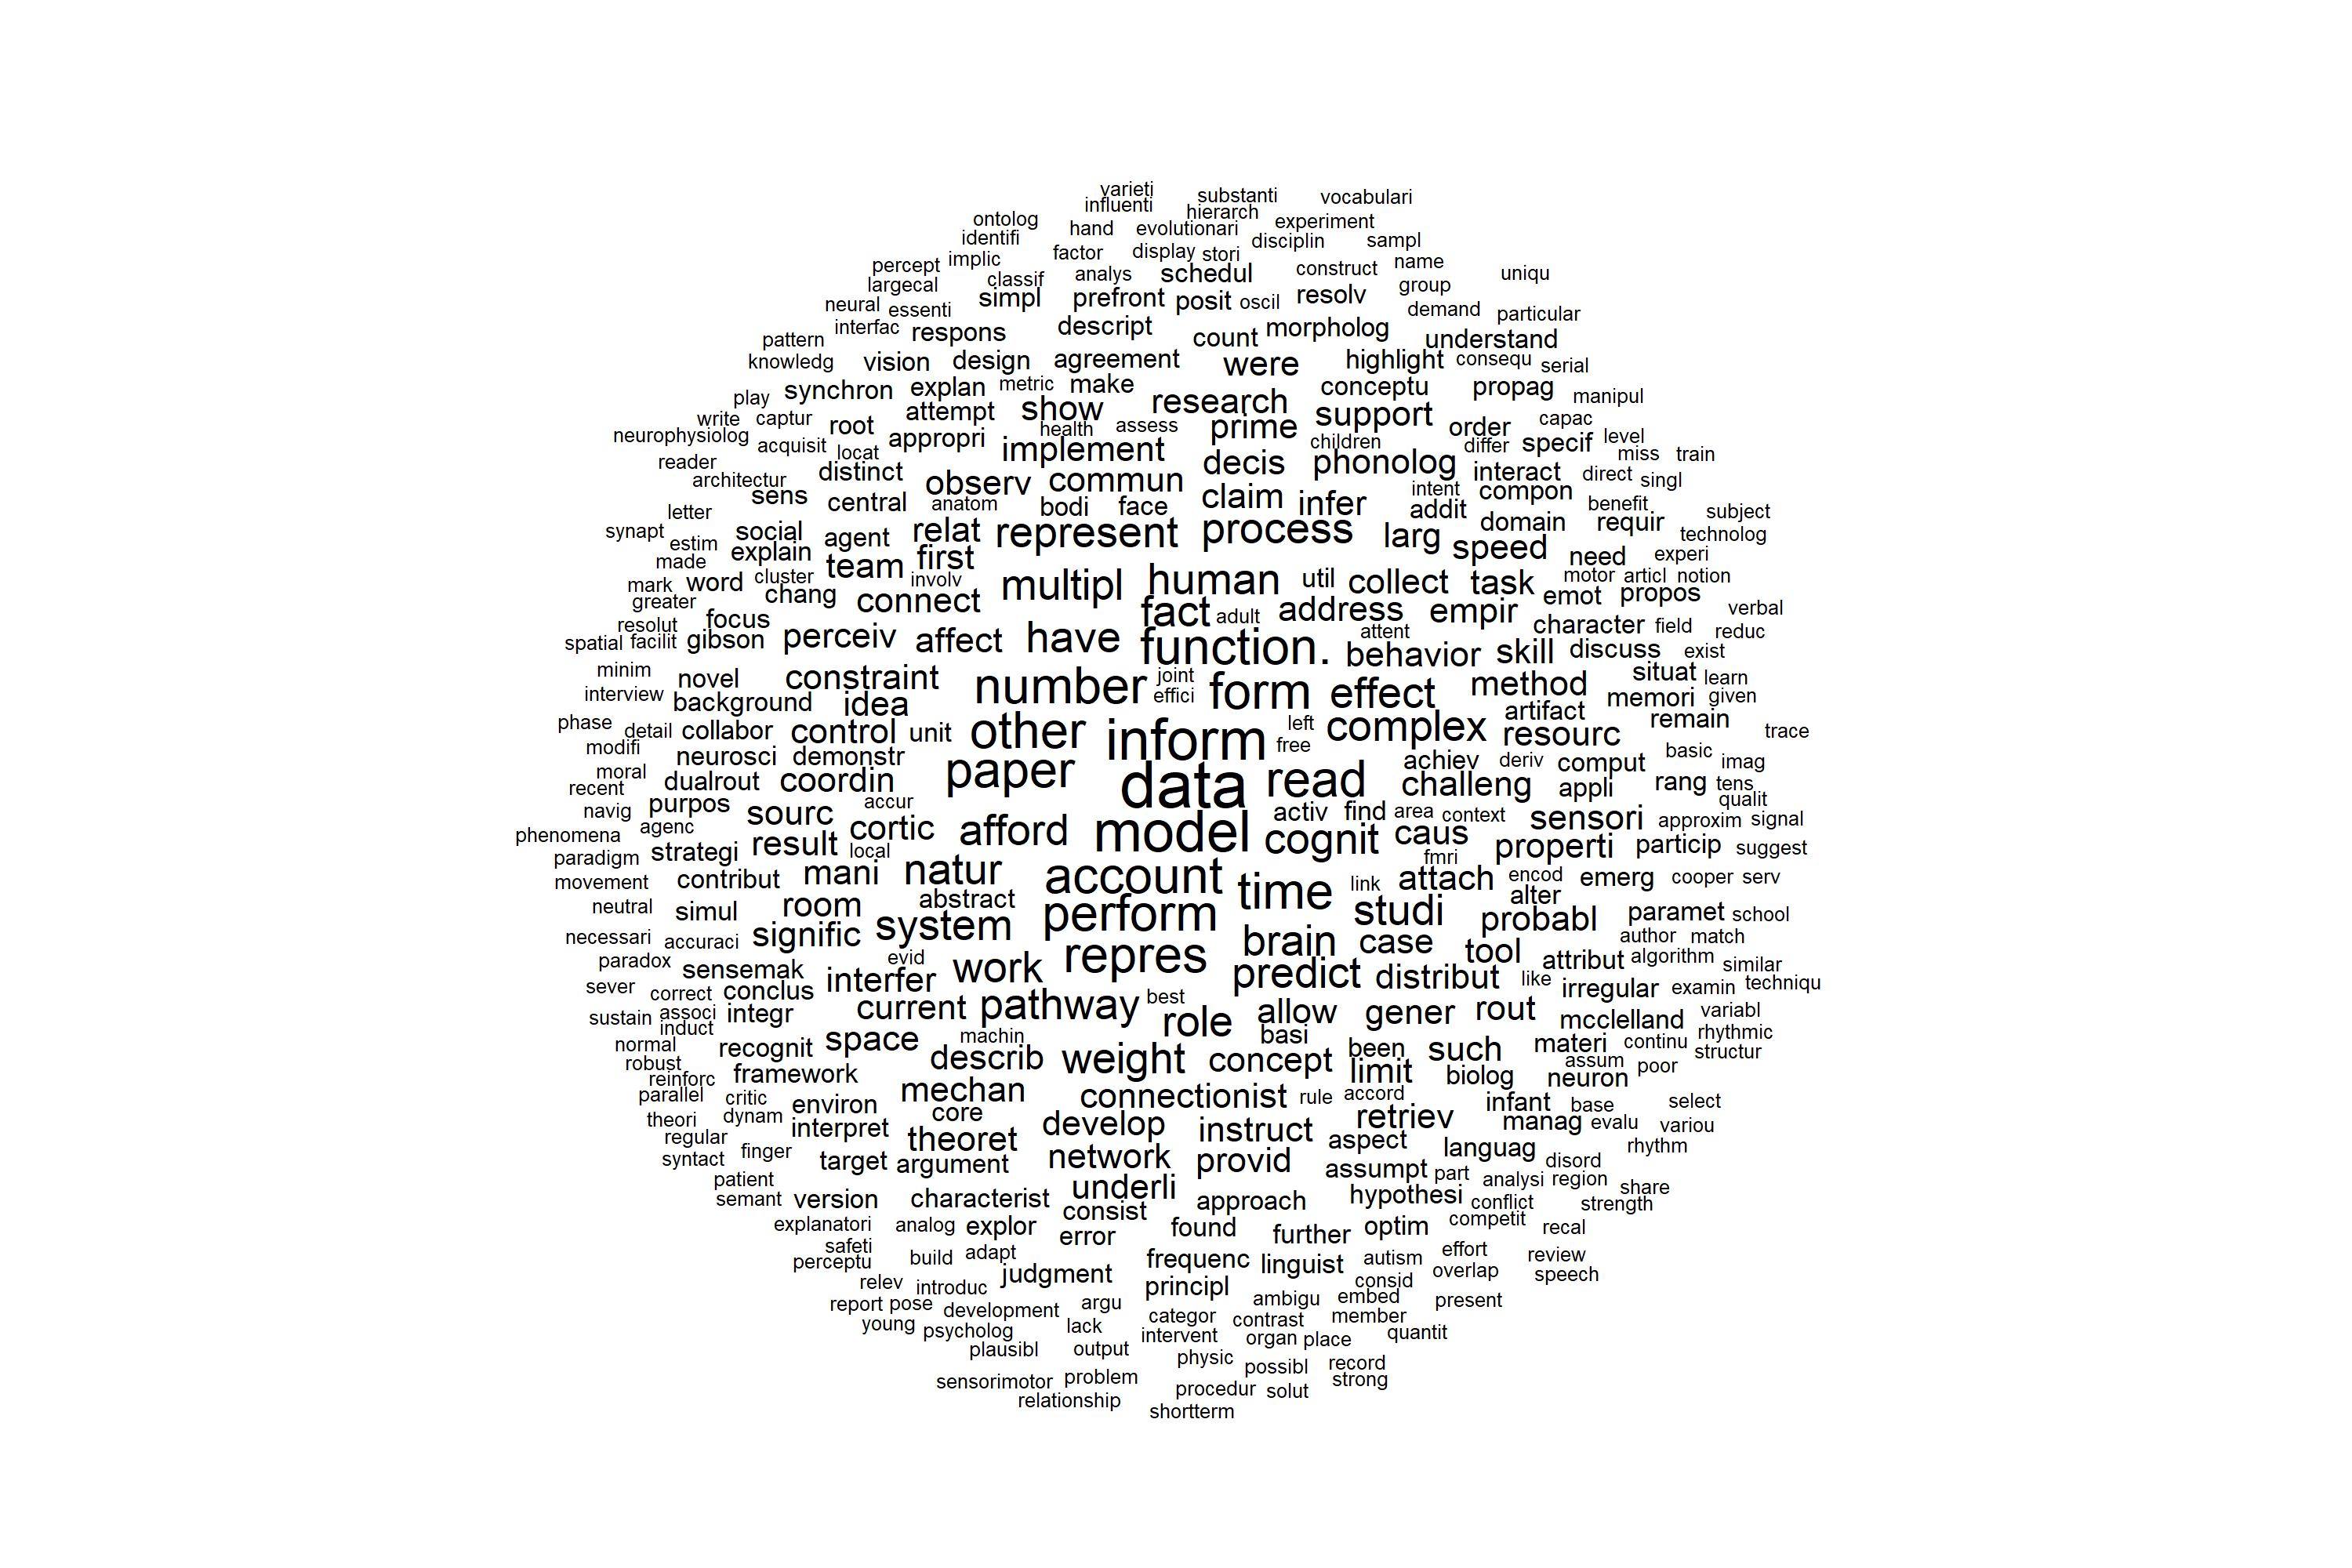 varieti substanti vocabulari
influenti hierarch
ontolog hand evolutionari experiment
identifi factor display stori disciplin sampl
percept implic classif analys schedul construct name uniqu
largecal simpl prefront posit oscil resolv group
neural essenti demand particular
interfac respons descript count morpholog understand
pattern
knowledg vision design agreement were highlight consequ serial
play synchron explan metric make conceptu propag manipul
write captur root attempt show research support capac
neurophysiolog acquisit locat appropri health assess prime children order differ specif level
reader implement miss train
architectur distinct observ commun decis phonolog interact direct singl
sens central anatom bodi face claim infer intent compon benefit
letter addit
synapt social agent relat represent process larg domain requir subject
estim explain speed technolog
made team first need experi
mark word cluster involv multipl human util collect task motor articl notion
greater chang connect emot propos
resolut focus fact adult address empir character field verbal
spatial facilit gibson perceiv affect have function. attent behavior skill discuss exist reduc
minim novel constraint number joint form effect method situat learn
interview background idea effici memori given
phase detail collabor control unit other inform left complex artifact remain trace
modifi neurosci demonstr free resourc basic
moral dualrout coordin paper data read achiev deriv comput imag
recent challeng appli rang tens
navig purpos sourc accur activ find area context sensori approxim signal qualit
phenomena agenc cortic afford model cognit caus
paradigm strategi result local fmri properti particip suggest
movement contribut mani natur account time link attach encod emerg cooper serv
neutral simul room abstract perform studi alter paramet school
necessari accuraci signific system brain case probabl author match
paradox sensemak evid repres tool attribut algorithm similar
sever correct conclus interfer work predict distribut like irregular examin techniqu
sustain associ integr current pathway best allow gener rout mcclelland variabl
induct role rhythmic
normal recognit space machin basi been such materi continu structur
robust describ weight concept limit assum poor
reinforc framework mechan biolog neuron
parallel critic environ connectionist rule accord infant base select
theori dynam core develop instruct retriev manag evalu variou
regular interpret theoret aspect languag rhythm
syntact finger target argument network provid disord
patient assumpt part analysi region share
semant version characterist underli approach hypothesi conflict strength
explanatori analog explor consist found further optim competit recal
safeti error
perceptu build adapt judgment frequenc linguist autism effort review
relev introduc principl consid overlap speech
report pose development argu ambigu embed present
young psycholog lack categor contrast member
plausibl output intervent organ place quantit
physic possibl record
sensorimotor problem procedur solut strong
relationship shortterm